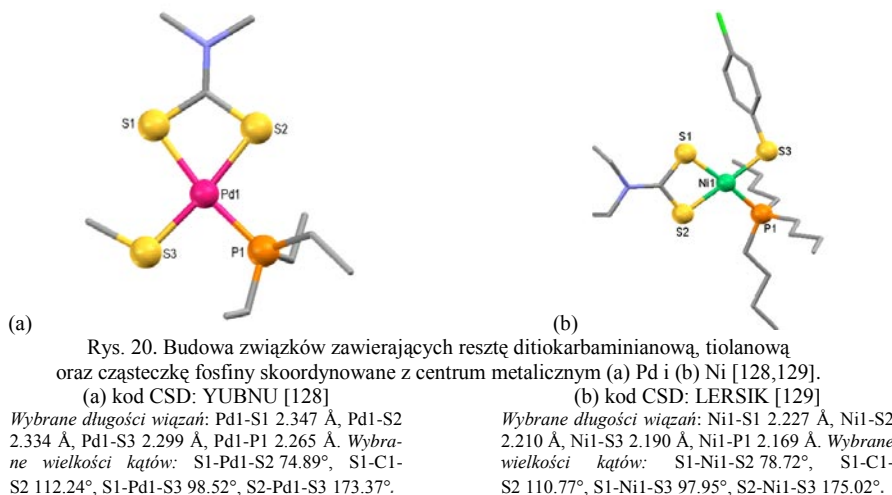 S1
S2
Pd1
S3
P1
S1
S3
Ni1
S2
P1
(a)
(b)
Rys. 20. Budowa związków zawierających resztę ditiokarbaminianową, tiolanową
oraz cząsteczkę fosfiny skoordynowane z centrum metalicznym (a) Pd i (b) Ni [128,129].
(a) kod CSD: YUBNU [128]
Wybrane długości wiązań: Pd1-S1 2.347 Å, Pd1-S2
2.334 Å, Pd1-S3 2.299 Å, Pd1-P1 2.265 Å. Wybra-
ne wielkości kątów: S1-Pd1-S2 74.89°, S1-C1-
S2 112.24°, S1-Pd1-S3 98.52°, S2-Pd1-S3 173.37°.
(b) kod CSD: LERSIK [129]
Wybrane długości wiązań: Ni1-S1 2.227 Å, Ni1-S2
2.210 Å, Ni1-S3 2.190 Å, Ni1-P1 2.169 Å. Wybrane
wielkości kątów: S1-Ni1-S2 78.72°, S1-C1-
S2 110.77°, S1-Ni1-S3 97.95°, S2-Ni1-S3 175.02°.